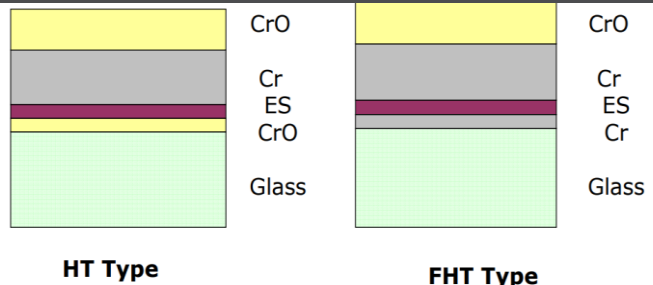 CrO
Cr
ES
CrO
Glass
HT Type
CrO
Cr
ES
Cr
Glass
FHT Type